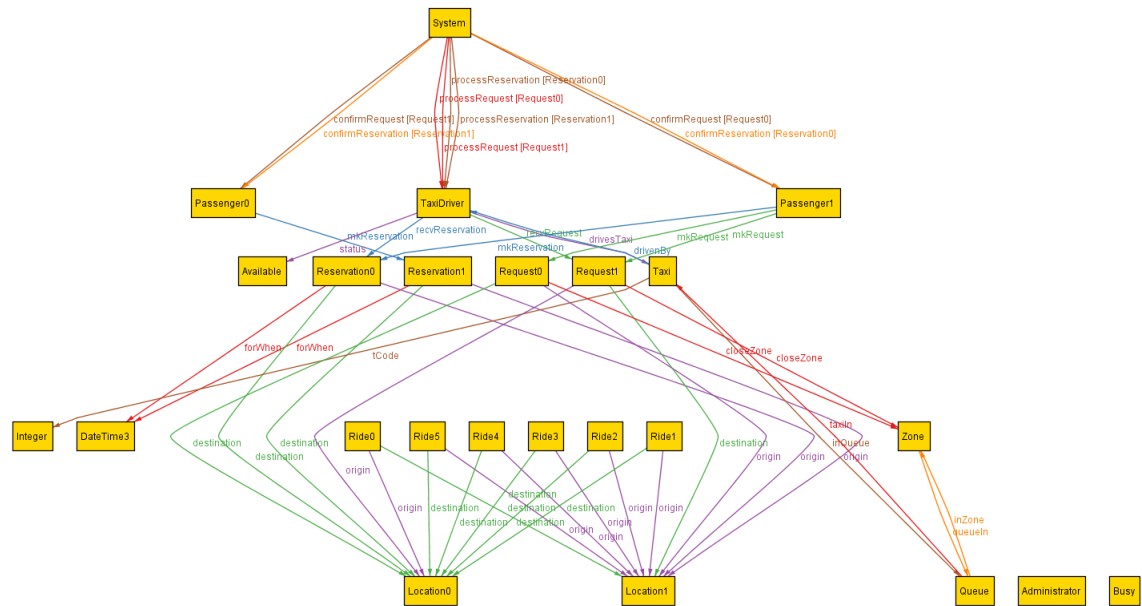 System
processReservation [Reservation0]
processRequest [Request0]
confirmRequest [Request1] processReservation [Reservation1] confirmRequest [Request0]
confirmReservation [Reservation1] confirmReservation [Reservation0]
processRequest [Request1]
Passenger0 TaxiDriver Passenger1
mkReservation recvReservation recvRequest drivesTaxi mkRequest mkRequest
status mkReservation drivenBy
Available Reservation0 Reservation1 Request0 Request1 Taxi
forWhen forWhen closeZone
tCode closeZone
Integer DateTime3 Ride0 Ride5 Ride4 Ride3 Ride2 Ride1 Zone
taxiIn
destination destination destination inQueue
destination origin origin origin origin
origin origin origin
destination
origin destination destination destination origin origin
destination destination origin inZone
origin queueIn
Location0 Location1 Queue Administrator Busy